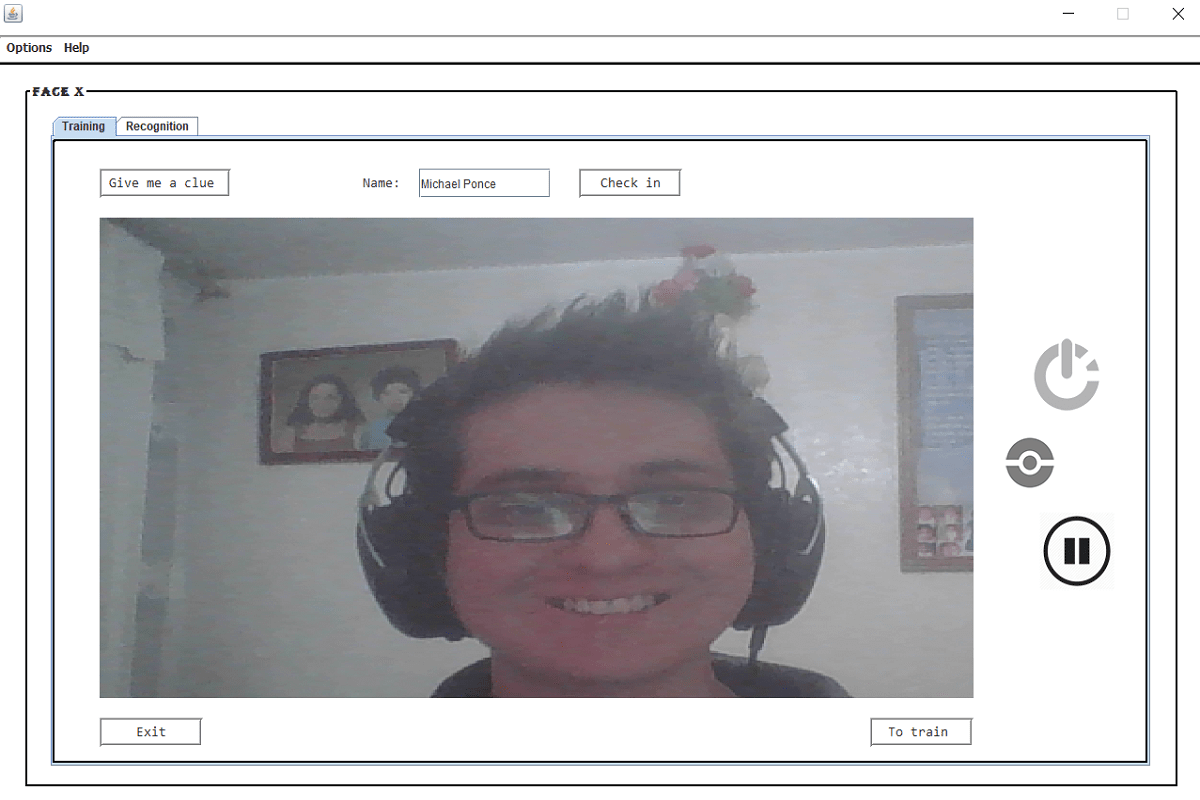 Options Help
FACE X
Training Recognition
Give me a clue Name: Michael Ponce Check in
Exit To train